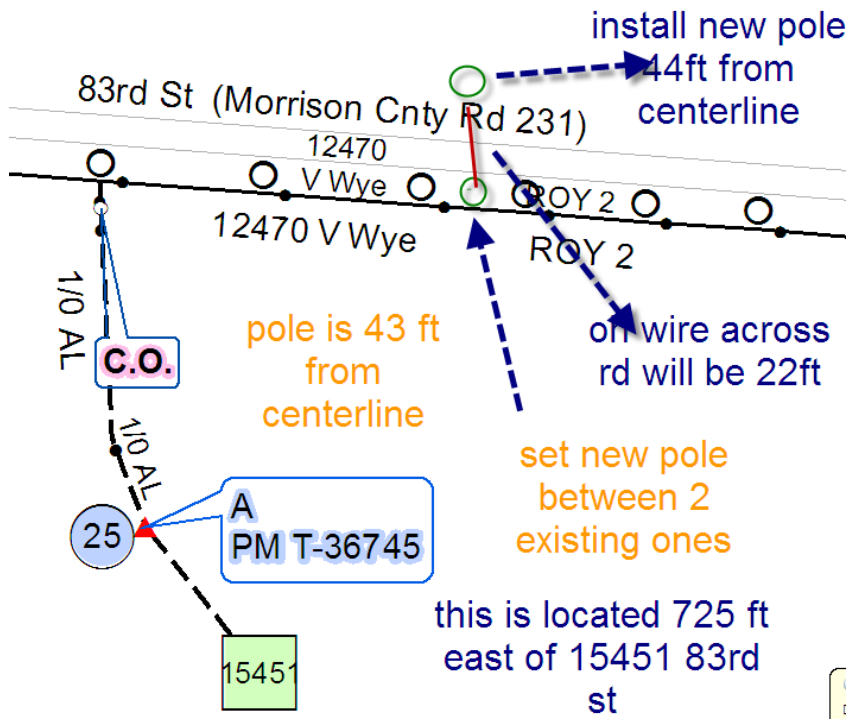 install new pole
44ft from
centerline
83rd St (Morrison Cnty Rd 231)
12470
V Wye
ROY 2
12470 V Wye
ROY 2
1/0 AL
pole is 43 ft
from
centerline
on wire across
rd will be 22ft
C.O.
1/0 AL
set new pole
between 2
existing ones
A
PM T-36745
25
this is located 725 ft
east of 15451 83rd
st
15451